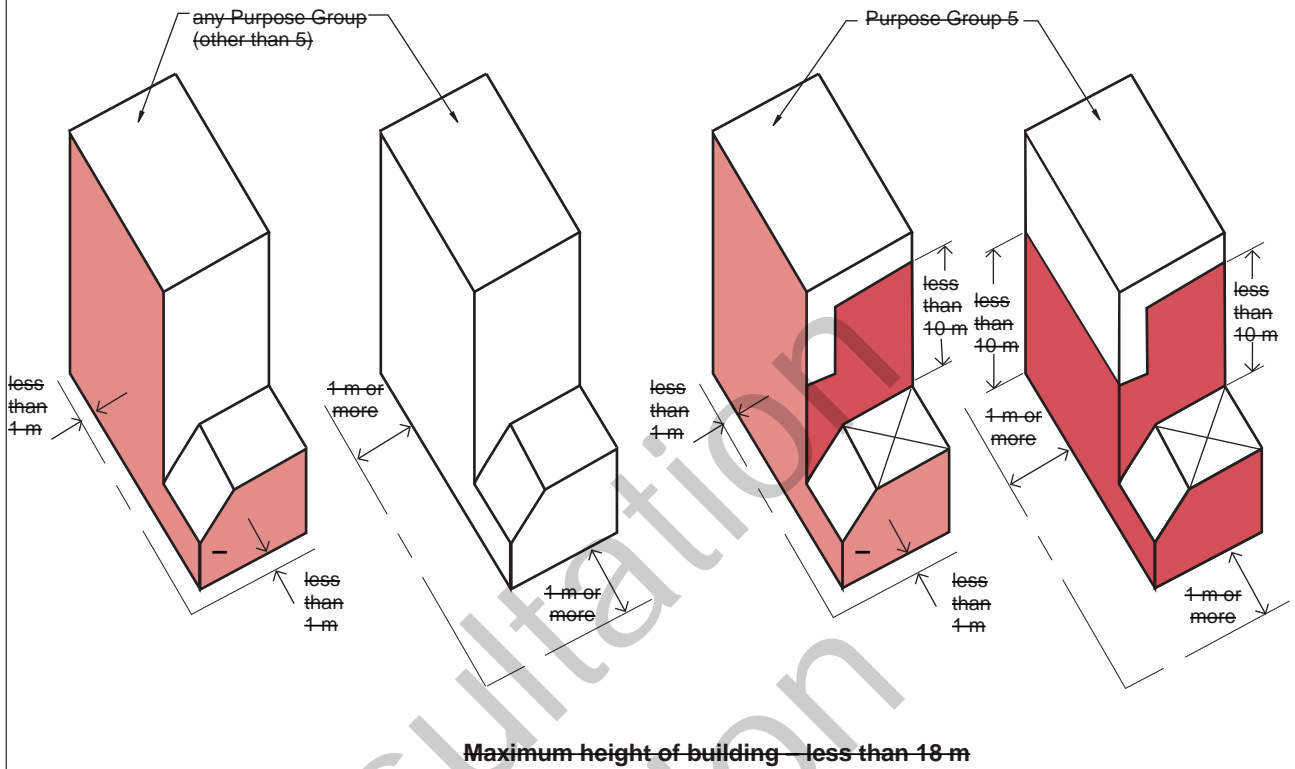 any Purpose Group
(other than 5)
Purpose Group 5
less
than
1 m
1 m or
more
less
than
10 m
less
than
10 m
less
than
10 m
less
than
1 m
1 m or
more
less
than
1 m
1 m or
more
less
than
1 m
1 m or
more
Maximum height of building – less than 18 m
sultation
on